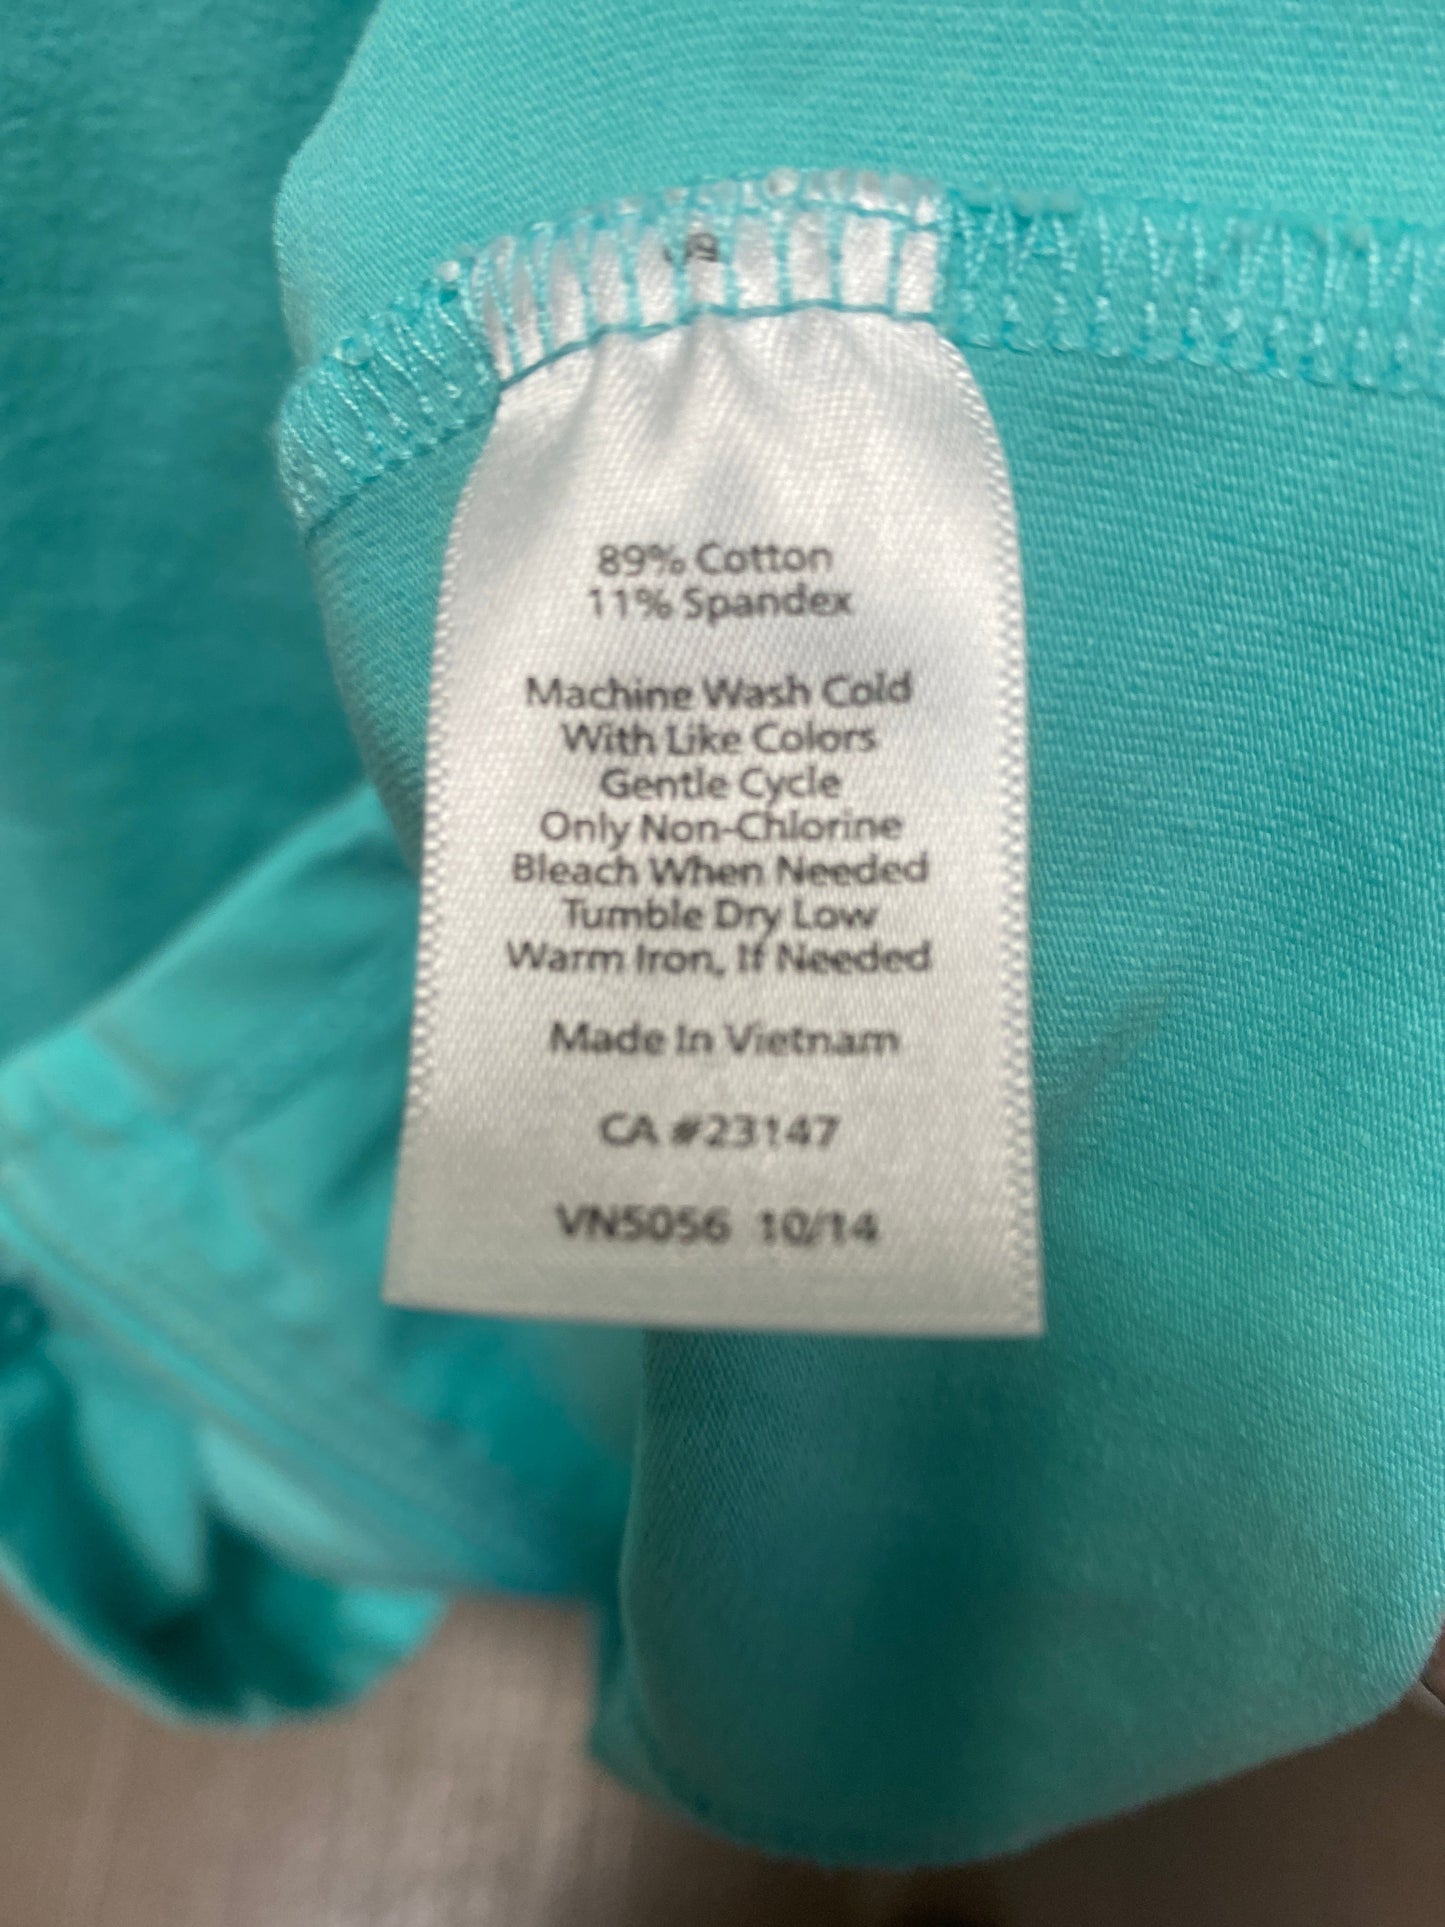 89% Cotton
11% Spandex
Machine Wash Cold
With Like Colors
Gentle Cycle
Only Non-Chlorine
Bleach When Needed
Tumble Dry Low
Warm Iron, If Needed
Made In Vietnam
CA #23147
VN5056 10/14